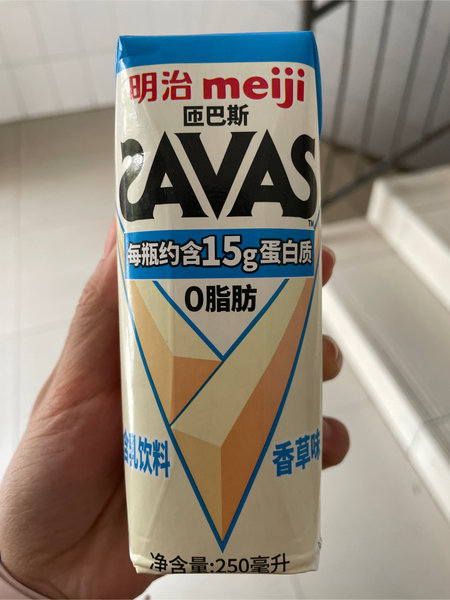 明治 meiji
匝巴斯
SAVAS
TM
每瓶约含15g蛋白质
0脂肪
含乳饮料
香草味
净含量:250毫升